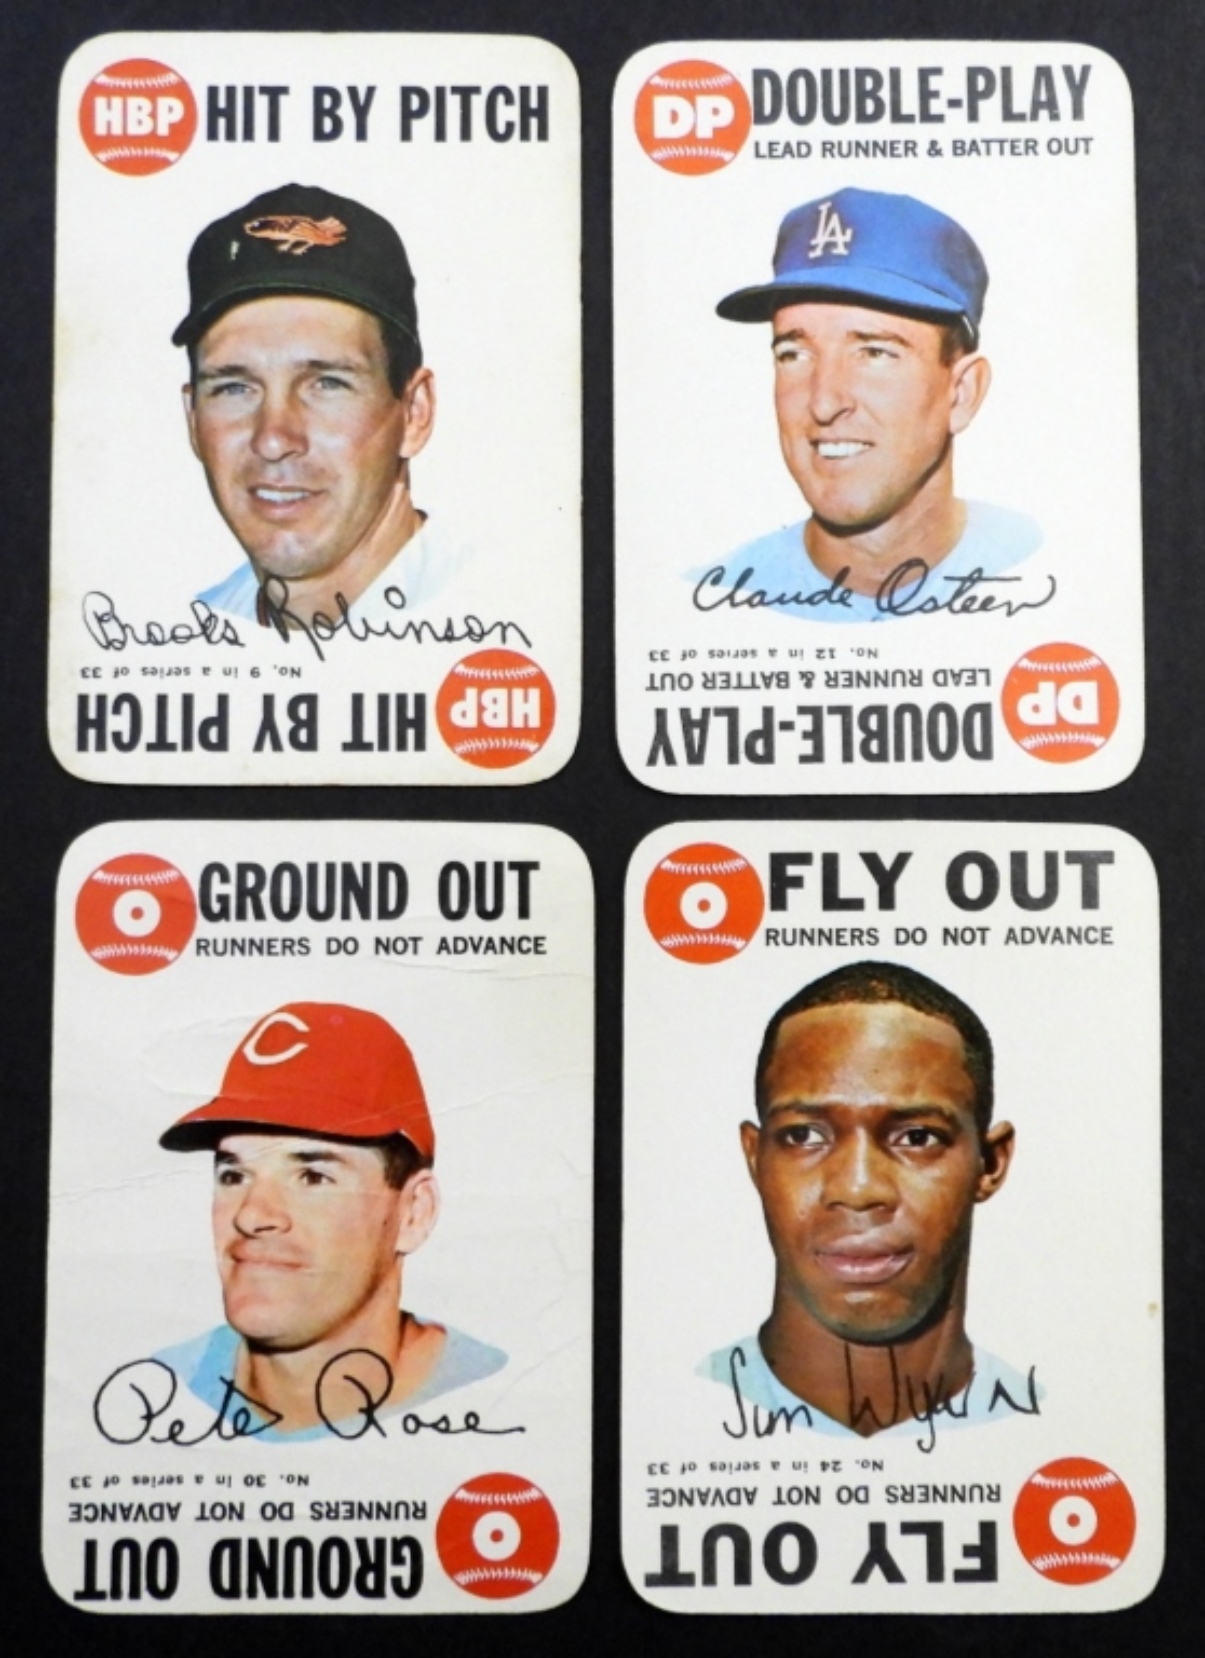 HBP HIT BY PITCH
Brooks Robinson
No. 9 in a series of 33
HBP HIT BY PITCH
DP DOUBLE-PLAY
LEAD RUNNER & BATTER OUT
LA
Claude Osteen
No. 12 in a series of 33
LEAD RUNNER & BATTER OUT
DP DOUBLE-PLAY
O GROUND OUT
RUNNERS DO NOT ADVANCE
C
Pete Rose
No. 30 in a series of 33
RUNNERS DO NOT ADVANCE
O GROUND OUT
O FLY OUT
RUNNERS DO NOT ADVANCE
Jim Wynn
No. 24 in a series of 33
RUNNERS DO NOT ADVANCE
O FLY OUT